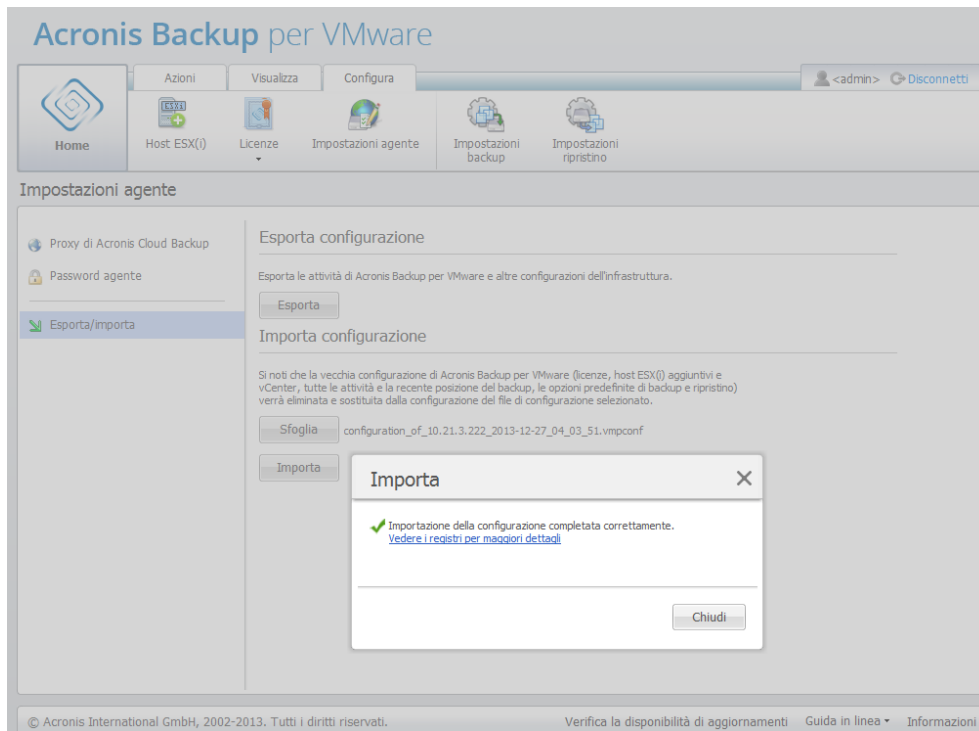 Acronis Backup per VMware
Azioni
Visualizza
Configura
<admin>
Disconnetti
Home
ESXi
Host ESX(i)
Licenze
Impostazioni agente
Impostazioni
backup
Impostazioni
ripristino
Impostazioni agente
Proxy di Acronis Cloud Backup
Password agente
Esporta/importa
Esporta configurazione
Esporta le attività di Acronis Backup per VMware e altre configurazioni dell'infrastruttura.
Esporta
Importa configurazione
Si noti che la vecchia configurazione di Acronis Backup per VMware (licenze, host ESX(i) aggiuntivi e
vCenter, tutte le attività e la recente posizione del backup, le opzioni predefinite di backup e ripristino)
verrà eliminata e sostituita dalla configurazione del file di configurazione selezionato.
Sfoglia
configuration_of_10.21.3.222_2013-12-27_04_03_51.vmpconf
Importa
Importa
Importazione della configurazione completata correttamente.
Vedere i registri per maggiori dettagli
Chiudi
© Acronis International GmbH, 2002-2013. Tutti i diritti riservati.
Verifica la disponibilità di aggiornamenti
Guida in linea
Informazioni